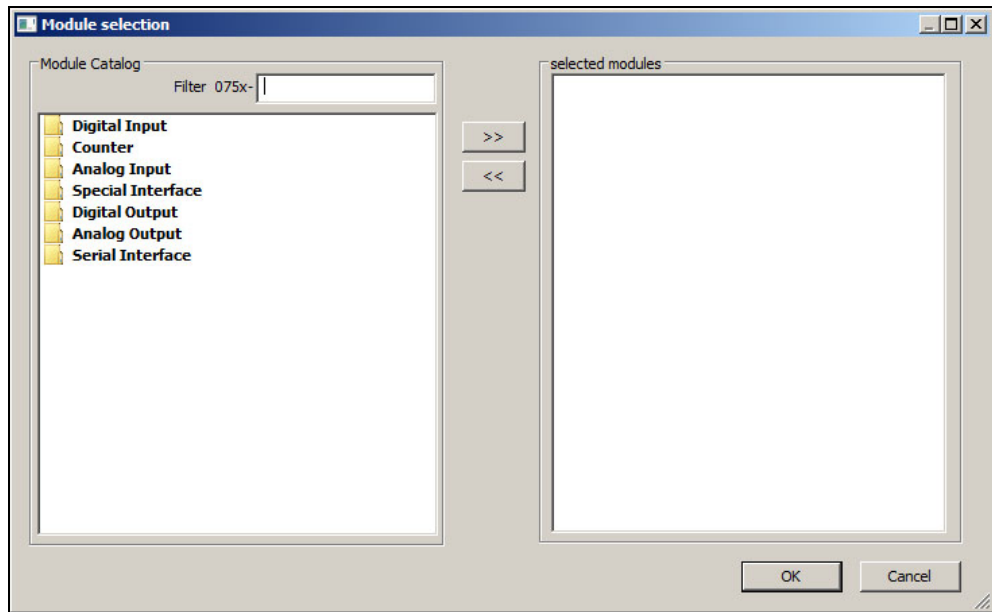 Module selection
Module Catalog
Filter 075x-
Digital Input
Counter
Analog Input
Special Interface
Digital Output
Analog Output
Serial Interface
>>
<<
selected modules
OK
Cancel